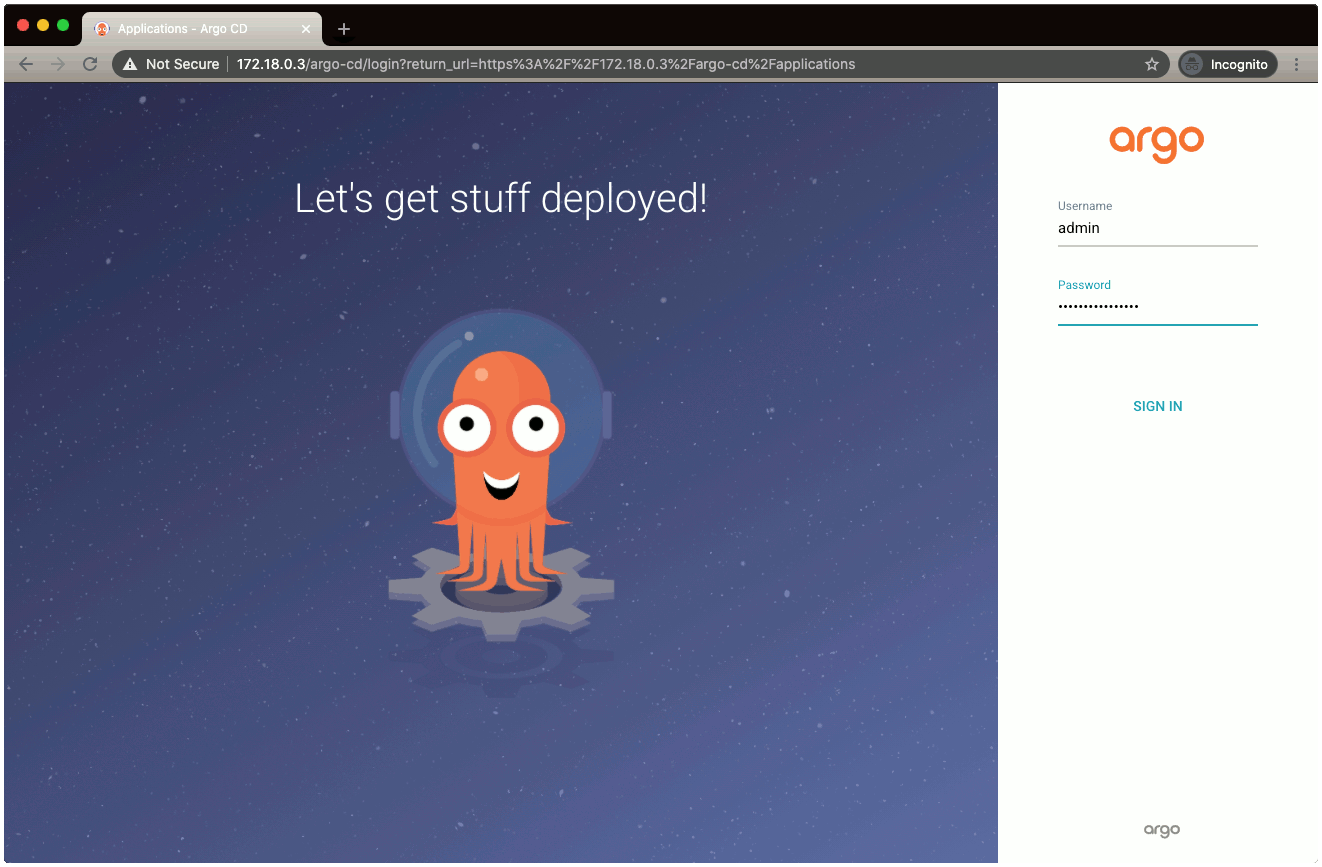 Applications - Argo CD
Not Secure 172.18.0.3/argo-cd/login?return_url=https%3A%2F%2F172.18.0.3%2Fargo-cd%2Fapplications Incognito
Let's get stuff deployed!
argo
Username
admin
Password
••••••••••••••••
SIGN IN
argo